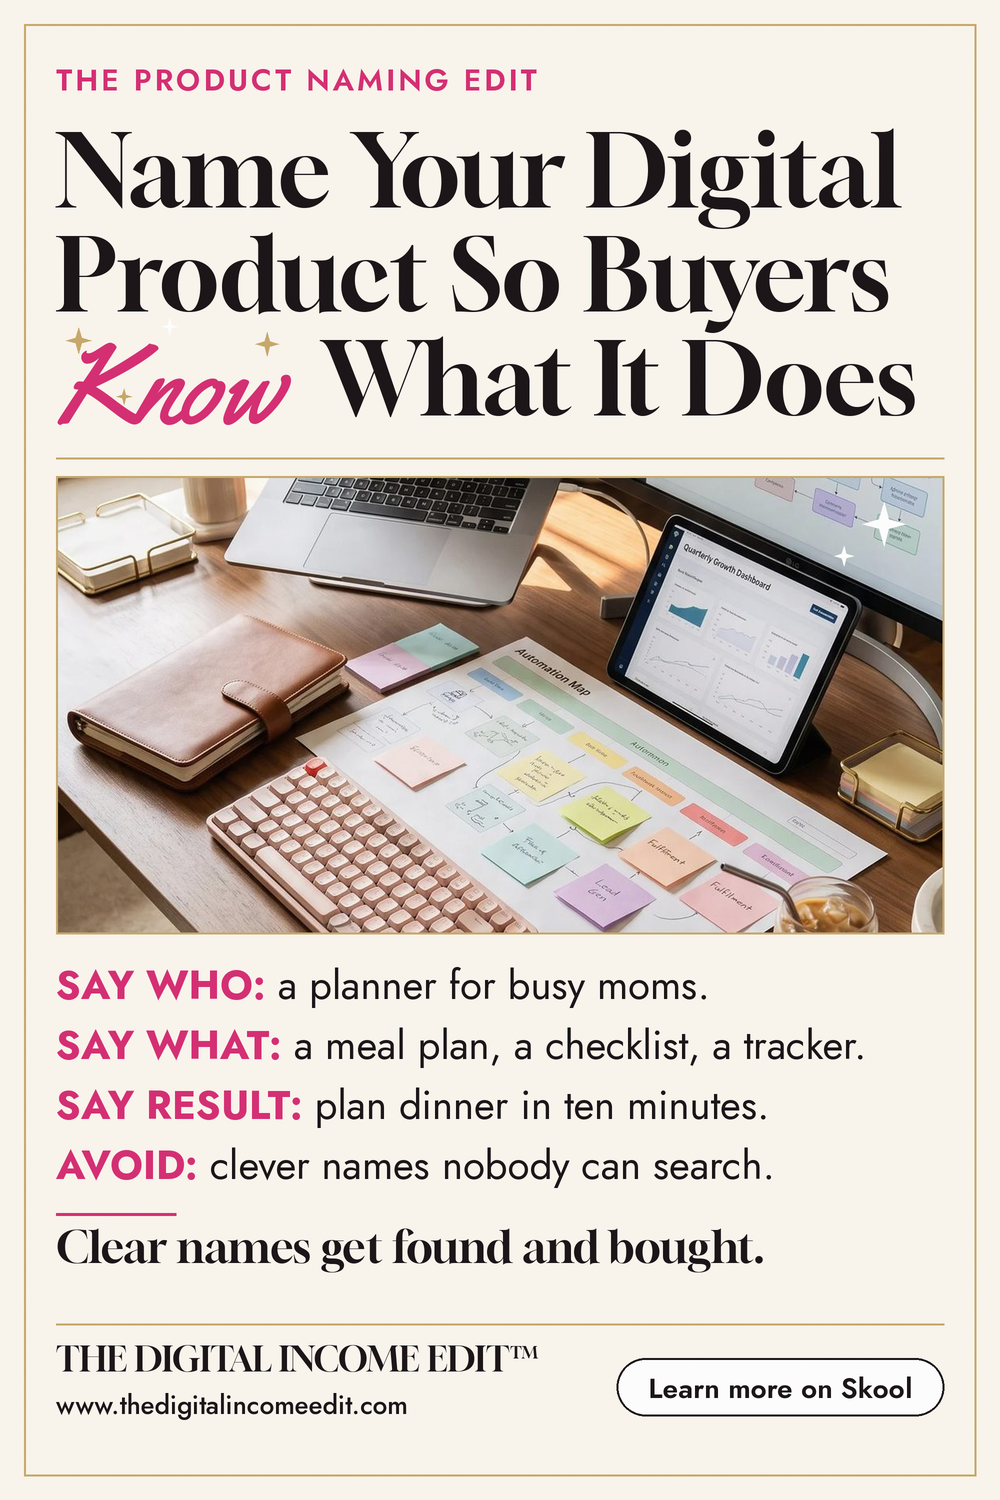 THE PRODUCT NAMING EDIT
Name Your Digital
Product So Buyers
Know What It Does
Quarterly Growth Dashboard
Automation Map
Fulfilment
Lead
Gen
Fulfilment
SAY WHO: a planner for busy moms.
SAY WHAT: a meal plan, a checklist, a tracker.
SAY RESULT: plan dinner in ten minutes.
AVOID: clever names nobody can search.
Clear names get found and bought.
THE DIGITAL INCOME EDIT™
www.thedigitalincomeedit.com
Learn more on Skool